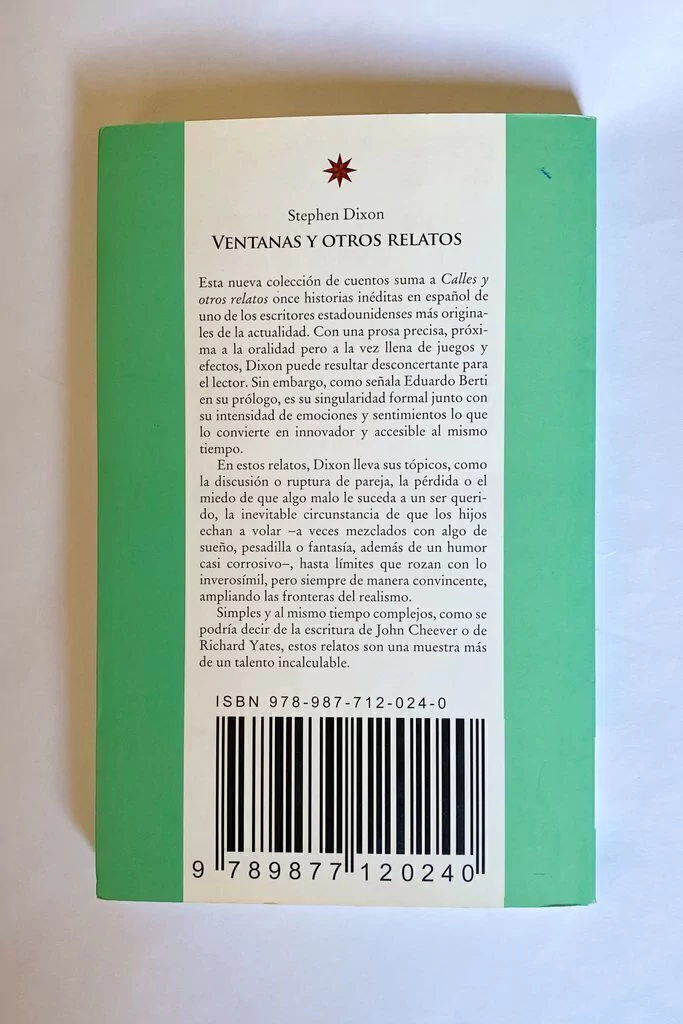 Stephen Dixon
VENTANAS Y OTROS RELATOS
Esta nueva colección de cuentos suma a Calles y
otros relatos once historias inéditas en español de
uno de los escritores estadounidenses más origina-
les de la actualidad. Con una prosa precisa, próxi-
ma a la oralidad pero a la vez llena de juegos y
efectos, Dixon puede resultar desconcertante para
el lector. Sin embargo, como señala Eduardo Berti
en su prólogo, es su singularidad formal junto con
su intensidad de emociones y sentimientos lo que
lo convierte en innovador y accesible al mismo
tiempo.
En estos relatos, Dixon lleva sus tópicos, como
la discusión o ruptura de pareja, la pérdida o el
miedo de que algo malo le suceda a un ser queri-
do, la inevitable circunstancia de que los hijos
echan a volar –a veces mezclados con algo de
sueño, pesadilla o fantasía, además de un humor
casi corrosivo–, hasta límites que rozan con lo
inverosímil, pero siempre de manera convincente,
ampliando las fronteras del realismo.
Simples y al mismo tiempo complejos, como se
podría decir de la escritura de John Cheever o de
Richard Yates, estos relatos son una muestra más
de un talento incalculable.
ISBN 978-987-712-024-0
9 789877 120240